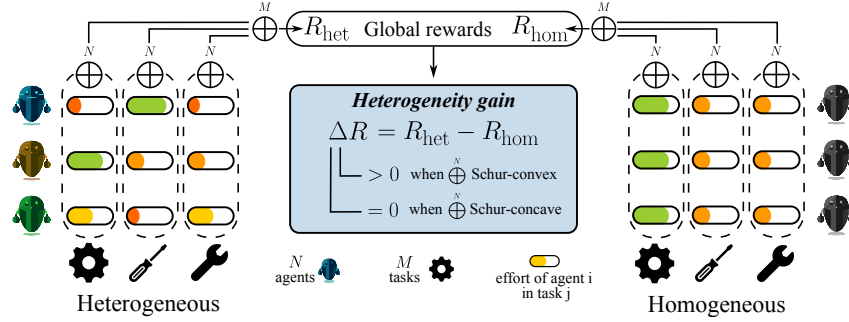 M
R_het Global rewards R_hom
M
N N N
N N N
Heterogeneity gain
ΔR = R_het − R_hom
> 0 when ⊕^N Schur-convex
= 0 when ⊕^N Schur-concave
N agents
M tasks
effort of agent i
in task j
Heterogeneous
Homogeneous